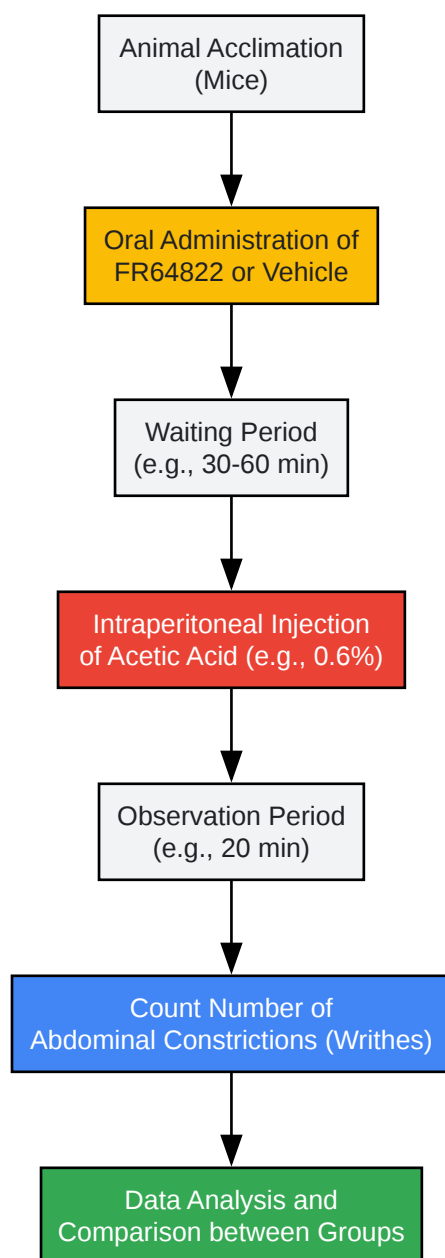 Animal Acclimation
(Mice)
Oral Administration of
FR64822 or Vehicle
Waiting Period
(e.g., 30-60 min)
Intraperitoneal Injection
of Acetic Acid (e.g., 0.6%)
Observation Period
(e.g., 20 min)
Count Number of
Abdominal Constrictions (Writhes)
Data Analysis and
Comparison between Groups